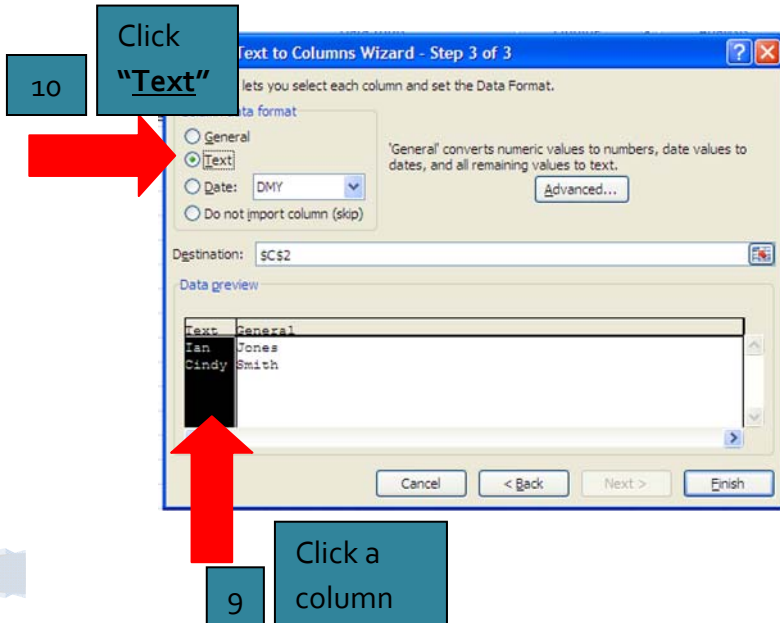 Click
10
"Text"
Text to Columns Wizard - Step 3 of 3
lets you select each column and set the Data Format.
data format
General
Text
Date: DMY
Do not import column (skip)
'General' converts numeric values to numbers, date values to
dates, and all remaining values to text.
Advanced...
Destination: $C$2
Data preview
Text General
Ian Jones
Cindy Smith
Cancel < Back Next > Finish
Click a
9 column